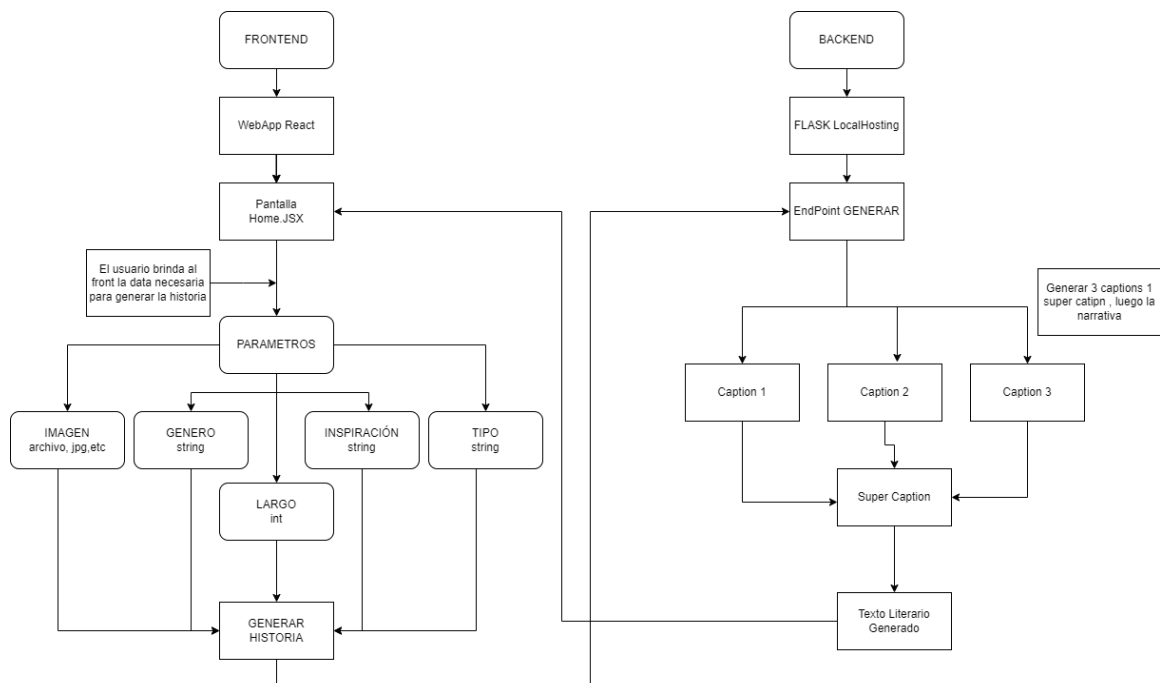 FRONTEND
WebApp React
Pantalla
Home.JSX
El usuario brinda al
front la data necesaria
para generar la historia
PARAMETROS
IMAGEN
archivo, jpg,etc
GENERO
string
INSPIRACIÓN
string
TIPO
string
LARGO
int
GENERAR
HISTORIA
BACKEND
FLASK LocalHosting
EndPoint GENERAR
Generar 3 captions 1
super catipn , luego la
narrativa
Caption 1
Caption 2
Caption 3
Super Caption
Texto Literario
Generado